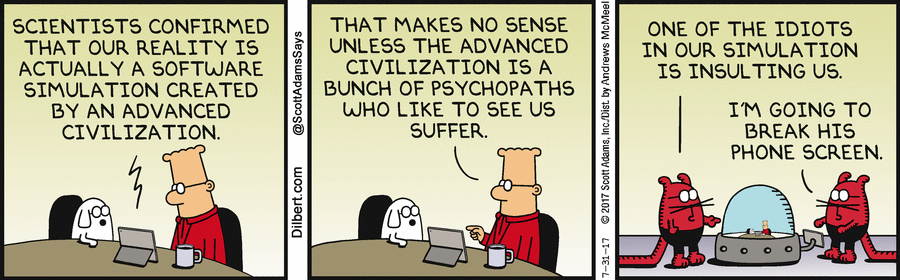 SCIENTISTS CONFIRMED
THAT OUR REALITY IS
ACTUALLY A SOFTWARE
SIMULATION CREATED
BY AN ADVANCED
CIVILIZATION.
Dilbert.com @ScottAdamsSays
THAT MAKES NO SENSE
UNLESS THE ADVANCED
CIVILIZATION IS A
BUNCH OF PSYCHOPATHS
WHO LIKE TO SEE US
SUFFER.
7-31-17 © 2017 Scott Adams, Inc./Dist. by Andrews McMeel
ONE OF THE IDIOTS
IN OUR SIMULATION
IS INSULTING US.
I'M GOING TO
BREAK HIS
PHONE SCREEN.